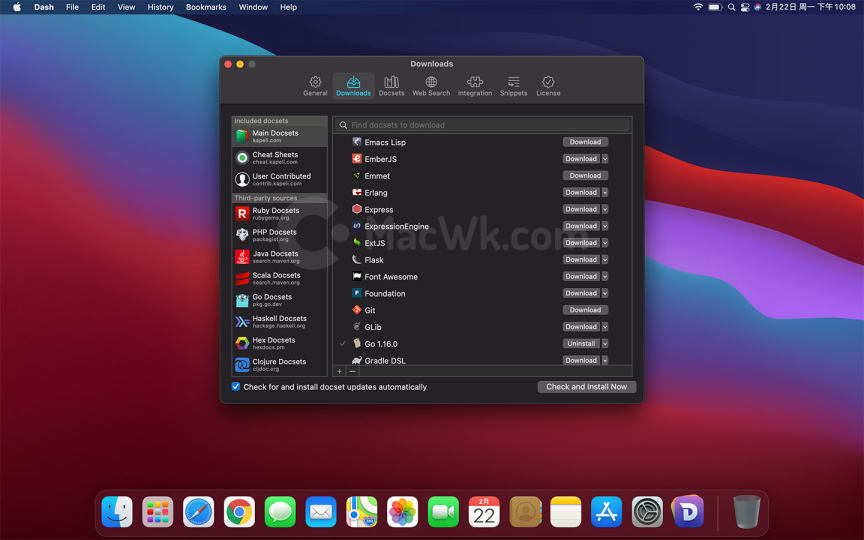 Dash File Edit View History Bookmarks Window Help 2月22日 周一 下午10:08
Downloads
General Downloads Docsets Web Search Integration Snippets License
Included docsets
Main Docsets
kapeli.com
Cheat Sheets
cheat.kapeli.com
User Contributed
contrib.kapeli.com
Third-party sources
Ruby Docsets
rubygems.org
PHP Docsets
packagist.org
Java Docsets
search.maven.org
Scala Docsets
search.maven.org
Go Docsets
pkg.go.dev
Haskell Docsets
hackage.haskell.org
Hex Docsets
hexdocs.pm
Clojure Docsets
cljdoc.org
Find docsets to download
Emacs Lisp Download
EmberJS Download
Emmet Download
Erlang Download
Express Download
ExpressionEngine Download
ExtJS Download
Flask Download
Font Awesome Download
Foundation Download
Git Download
GLib Download
Go 1.16.0 Uninstall
Gradle DSL Download
MacWk.com
Check for and install docset updates automatically Check and Install Now
2月
22